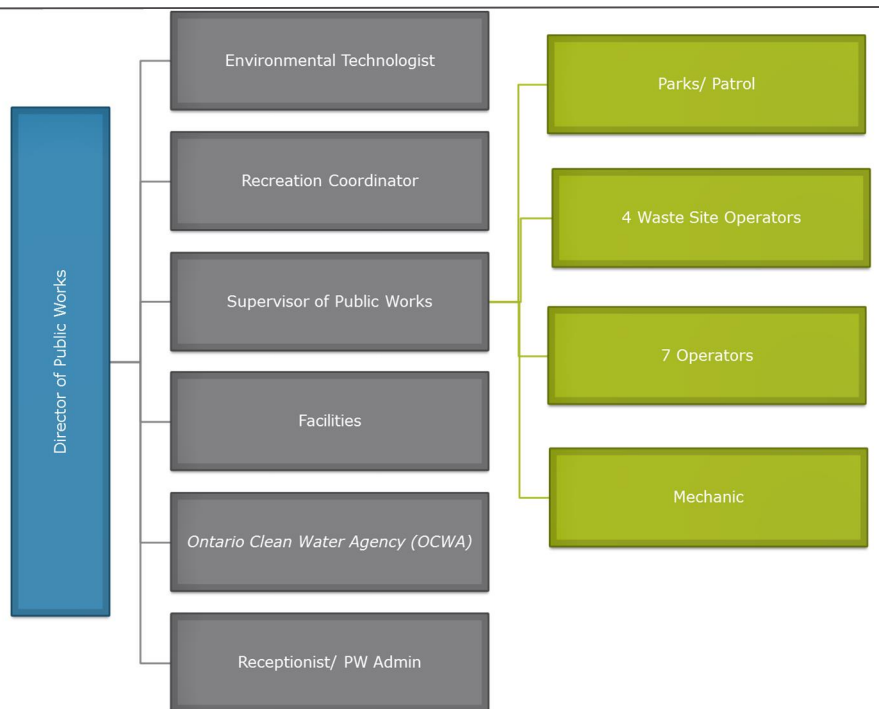 Director of Public Works
Environmental Technologist
Recreation Coordinator
Supervisor of Public Works
Facilities
Ontario Clean Water Agency (OCWA)
Receptionist/ PW Admin
Parks/ Patrol
4 Waste Site Operators
7 Operators
Mechanic